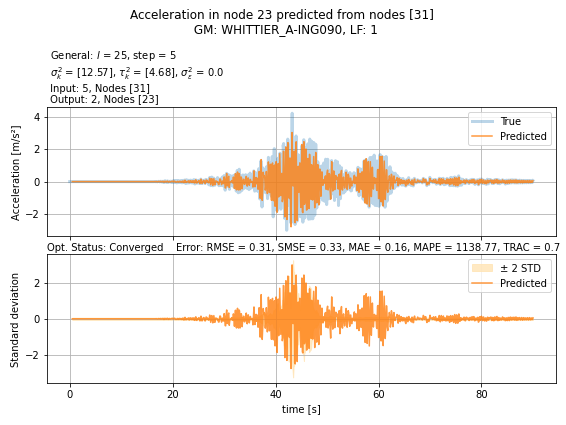 Acceleration in node 23 predicted from nodes [31]
GM: WHITTIER_A-ING090, LF: 1
General: l = 25, step = 5
σ²ₖ = [12.57], τ²ₖ = [4.68], σ²_ε = 0.0
Input: 5, Nodes [31]
Output: 2, Nodes [23]
Acceleration [m/s²]
4
2
0
−2
True
Predicted
Opt. Status: Converged Error: RMSE = 0.31, SMSE = 0.33, MAE = 0.16, MAPE = 1138.77, TRAC = 0.7
Standard deviation
2
0
−2
± 2 STD
Predicted
0 20 40 60 80
time [s]